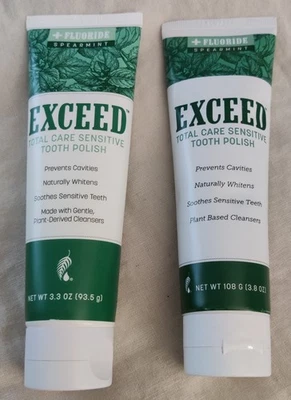 + FLUORIDE
SPEARMINT
EXCEED™
TOTAL CARE SENSITIVE
TOOTH POLISH
Prevents Cavities
Naturally Whitens
Soothes Sensitive Teeth
Made with Gentle,
Plant-Derived Cleansers
NET WT 3.3 OZ (93.5 g)
+ FLUORIDE
SPEARMINT
EXCEED™
TOTAL CARE SENSITIVE
TOOTH POLISH
Prevents Cavities
Naturally Whitens
Soothes Sensitive Teeth
Plant Based Cleansers
NET WT 108 G (3.8 OZ)